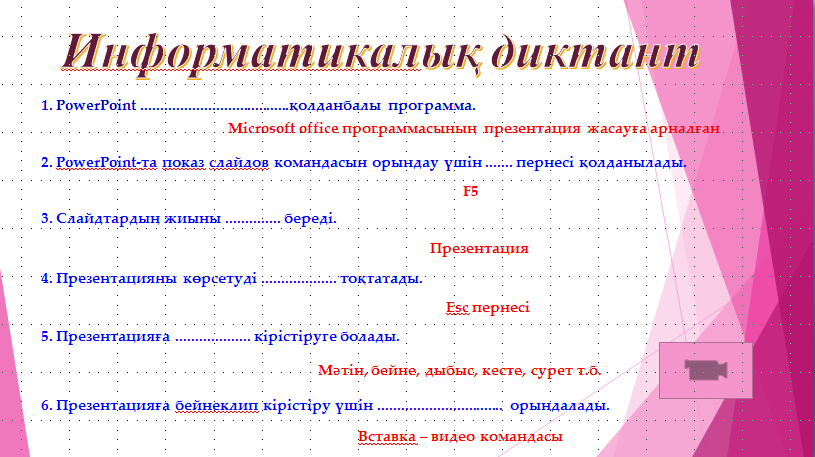 Информатикалық диктант
1. PowerPoint .....................................қолданбалы программа.
Microsoft office программасының презентация жасауға арналған
2. PowerPoint-та показ слайдов командасын орындау үшін ....... пернесі қолданылады.
F5
3. Слайдтардың жиыны .............. береді.
Презентация
4. Презентацияны көрсетуді ................... тоқтатады.
Esc пернесі
5. Презентацияға ................... кірістіруге болады.
Мәтін, бейне, дыбыс, кесте, сурет т.б.
6. Презентацияға бейнеклип кірістіру үшін ............................... орындалады.
Вставка – видео командасы